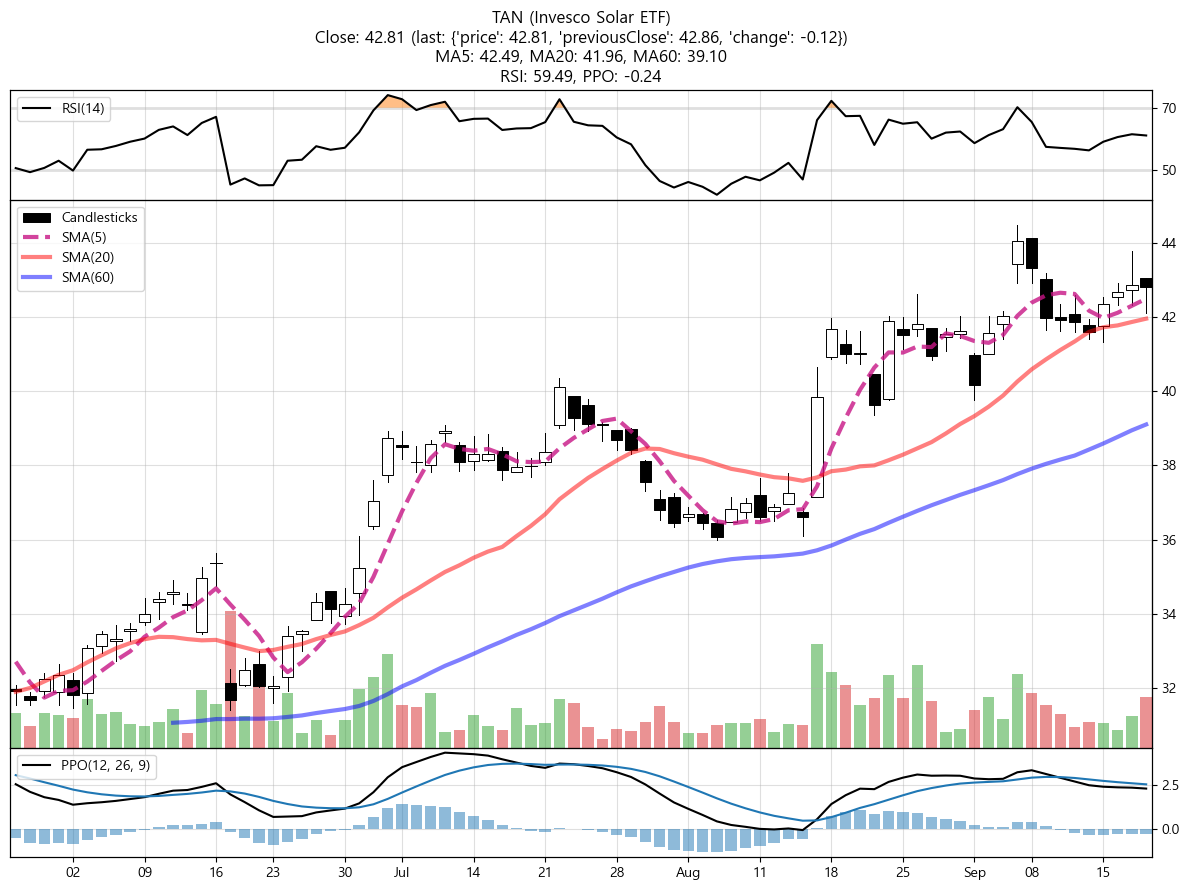 TAN (Invesco Solar ETF)
Close: 42.81 (last: {'price': 42.81, 'previousClose': 42.86, 'change': -0.12})
MA5: 42.49, MA20: 41.96, MA60: 39.10
RSI: 59.49, PPO: -0.24
RSI(14)
70
50
Candlesticks
SMA(5)
SMA(20)
SMA(60)
44
42
40
38
36
34
32
PPO(12, 26, 9)
2.5
0.0
02 09 16 23 30 Jul 14 21 28 Aug 11 18 25 Sep 08 15